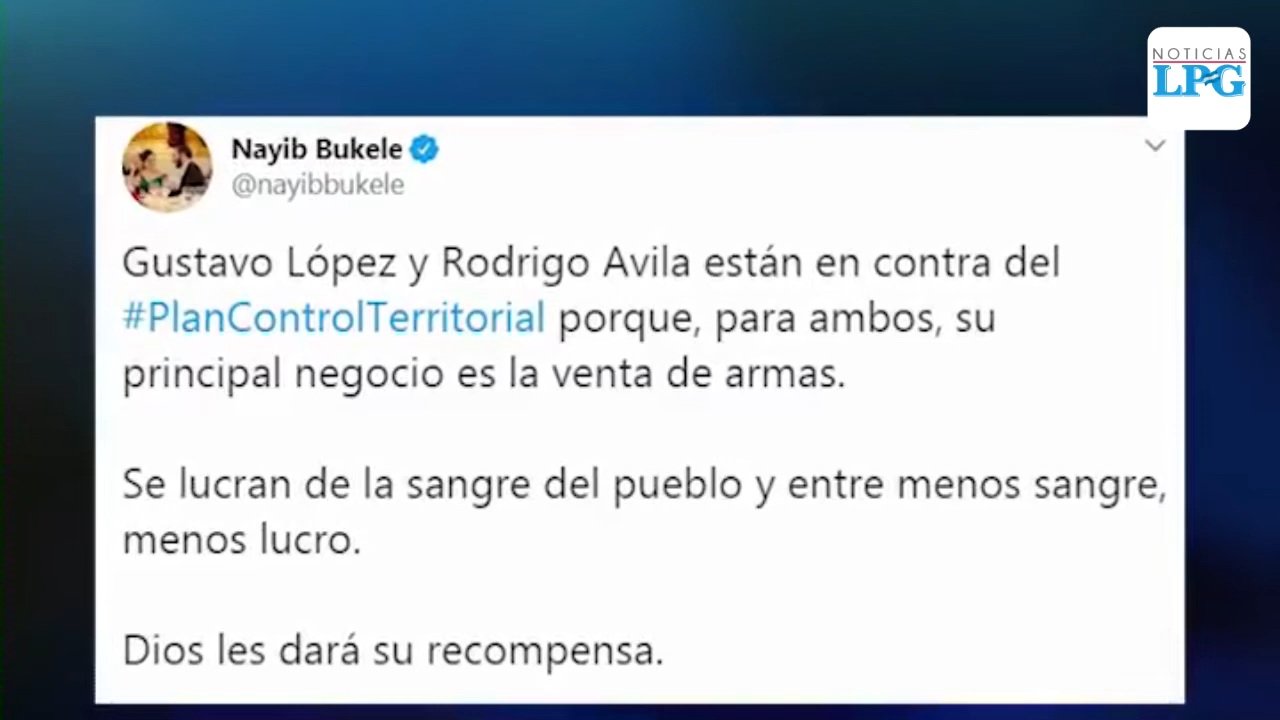 NOTICIAS
LPG
Nayib Bukele
@nayibbukele
Gustavo López y Rodrigo Avila están en contra del
#PlanControlTerritorial porque, para ambos, su
principal negocio es la venta de armas.
Se lucran de la sangre del pueblo y entre menos sangre,
menos lucro.
Dios les dará su recompensa.